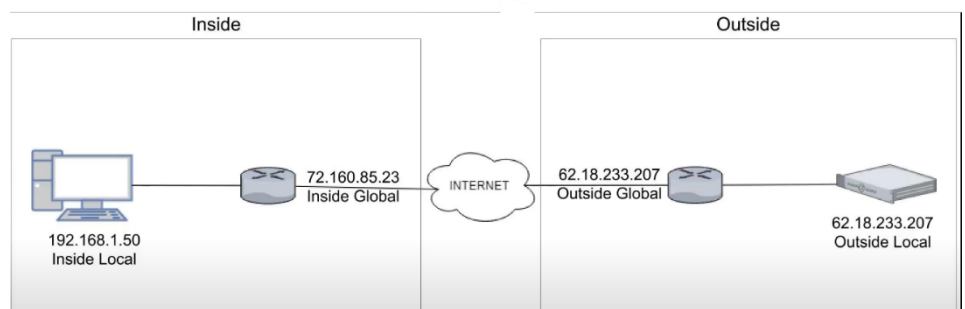 Inside
Outside
192.168.1.50
Inside Local
72.160.85.23
Inside Global
INTERNET
62.18.233.207
Outside Global
62.18.233.207
Outside Local